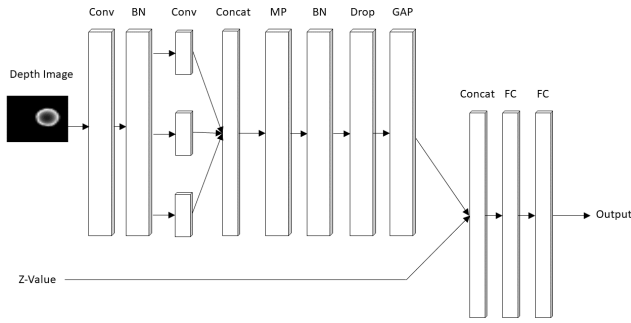 Conv BN Conv Concat MP BN Drop GAP
Depth Image
Concat FC FC
Output
Z-Value